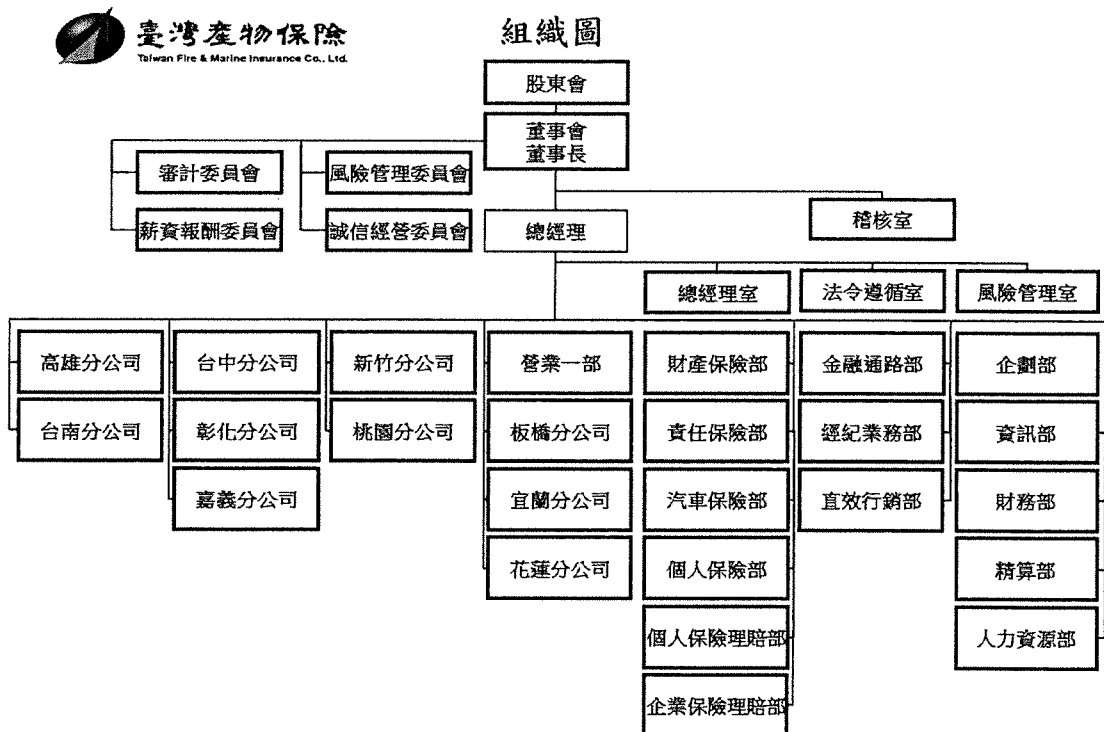 臺灣產物保險
Taiwan Fire & Marine Insurance Co., Ltd.
組織圖
股東會
董事會
董事長
審計委員會
風險管理委員會
薪資報酬委員會
誠信經營委員會
總經理
稽核室
總經理室
法令遵循室
風險管理室
高雄分公司
台中分公司
新竹分公司
營業一部
財產保險部
金融通路部
企劃部
台南分公司
彰化分公司
桃園分公司
板橋分公司
責任保險部
經紀業務部
資訊部
嘉義分公司
宜蘭分公司
汽車保險部
直效行銷部
財務部
花蓮分公司
個人保險部
精算部
個人保險理賠部
人力資源部
企業保險理賠部